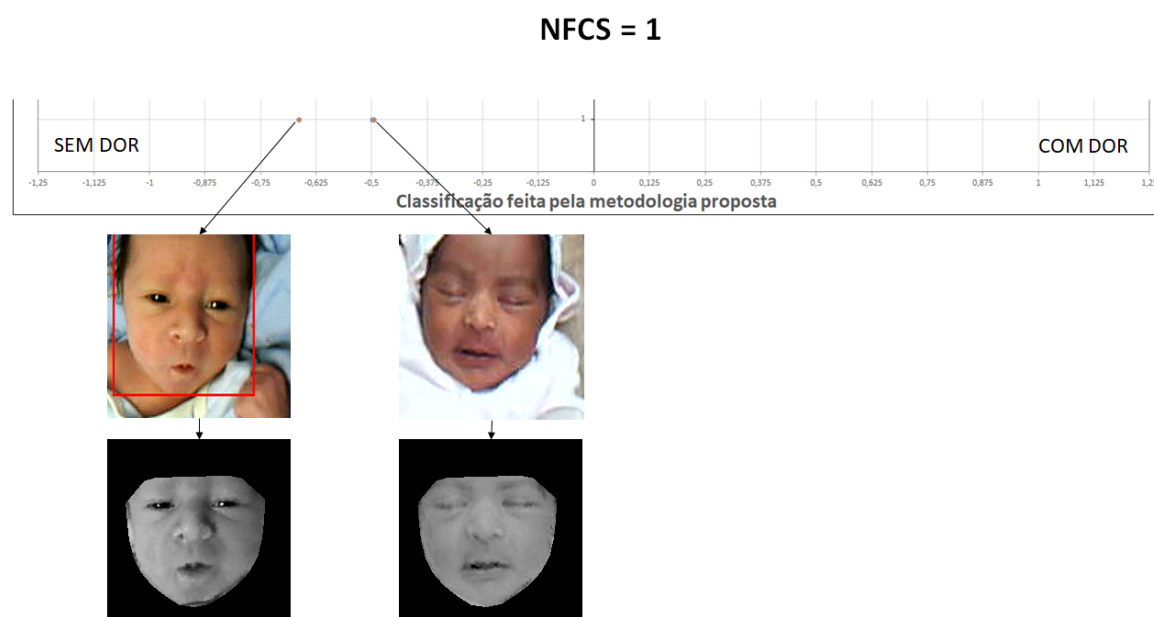 NFCS = 1
1
SEM DOR
COM DOR
-1,25 -1,125 -1 -0,875 -0,75 -0,625 -0,5 -0,375 -0,25 -0,125 0 0,125 0,25 0,375 0,5 0,625 0,75 0,875 1 1,125 1,25
Classificação feita pela metodologia proposta